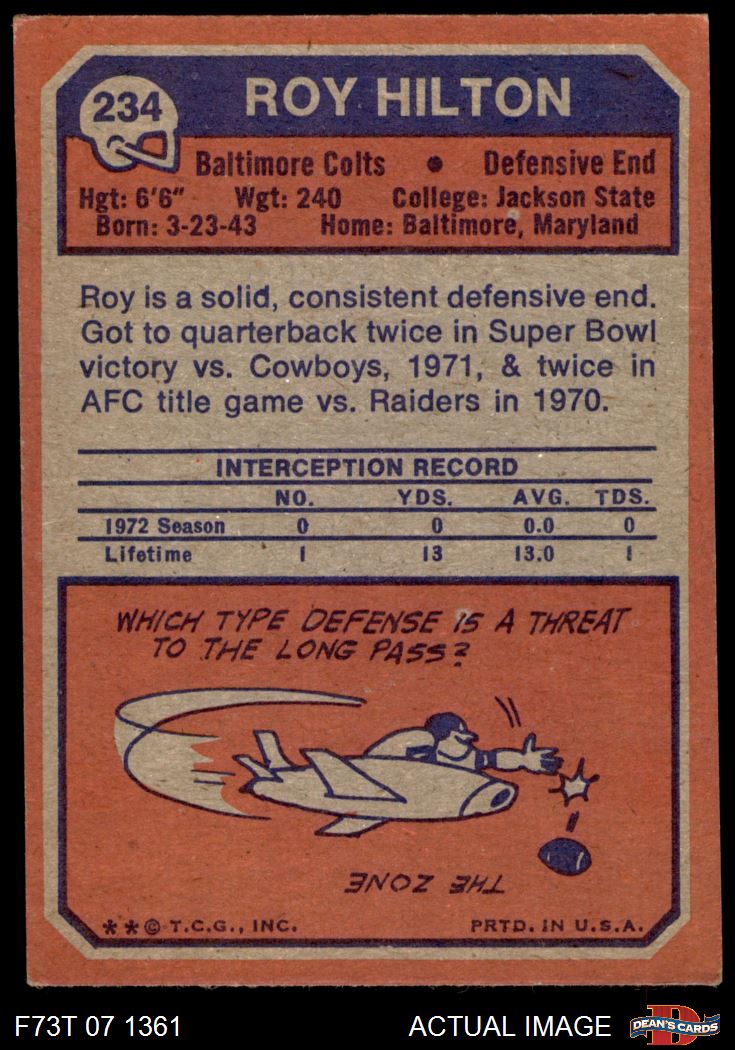 234
ROY HILTON
Baltimore Colts • Defensive End
Hgt: 6'6" Wgt: 240 College: Jackson State
Born: 3-23-43 Home: Baltimore, Maryland
Roy is a solid, consistent defensive end.
Got to quarterback twice in Super Bowl
victory vs. Cowboys, 1971, & twice in
AFC title game vs. Raiders in 1970.
INTERCEPTION RECORD
NO. YDS. AVG. TDS.
1972 Season 0 0 0.0 0
Lifetime 1 13 13.0 1
WHICH TYPE DEFENSE IS A THREAT
TO THE LONG PASS?
THE ZONE
**© T.C.G., INC. PRTD. IN U.S.A.
F73T 07 1361 ACTUAL IMAGE
D
DEAN'S CARDS